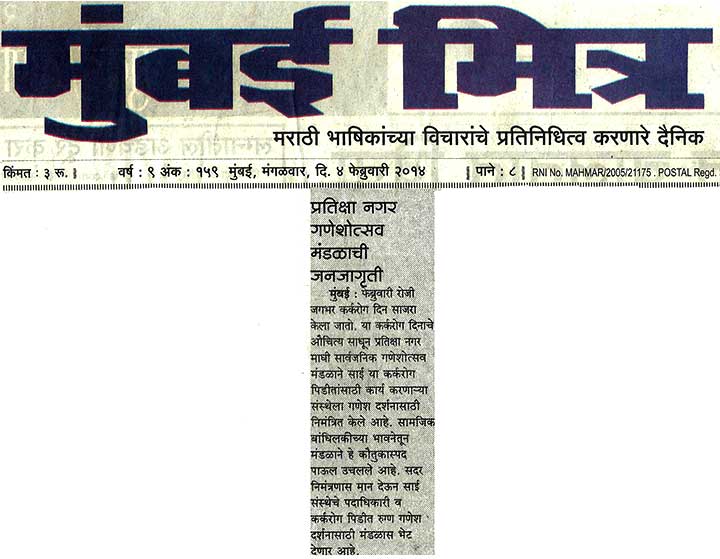 मुंबई मित्र
मराठी भाषिकांच्या विचारांचे प्रतिनिधित्व करणारे दैनिक
किंमत : ३ रू. वर्ष : ९ अंक : १५९ मुंबई, मंगळवार, दि. ४ फेब्रुवारी २०१४ पाने : ८ RNI No. MAHMAR/2005/21175 . POSTAL Regd.
प्रतिक्षा नगर
गणेशोत्सव
मंडळाची
जनजागृती
मुंबई : फेब्रुवारी रोजी
जगभर कर्करोग दिन साजरा
केला जातो. या कर्करोग दिनाचे
औचित्य साधून प्रतिक्षा नगर
माघी सार्वजनिक गणेशोत्सव
मंडळाने साई या कर्करोग
पिडीतांसाठी कार्य करणाऱ्या
संस्थेला गणेश दर्शनासाठी
निमंत्रित केले आहे. सामजिक
बांधिलकीच्या भावनेतून
मंडळाने हे कौतुकास्पद
पाऊल उचलले आहे. सदर
निमंत्रणास मान देऊन साई
संस्थेचे पदाधिकारी व
कर्करोग पिडीत रुग्ण गणेश
दर्शनासाठी मंडळास भेट
देणार आहे.